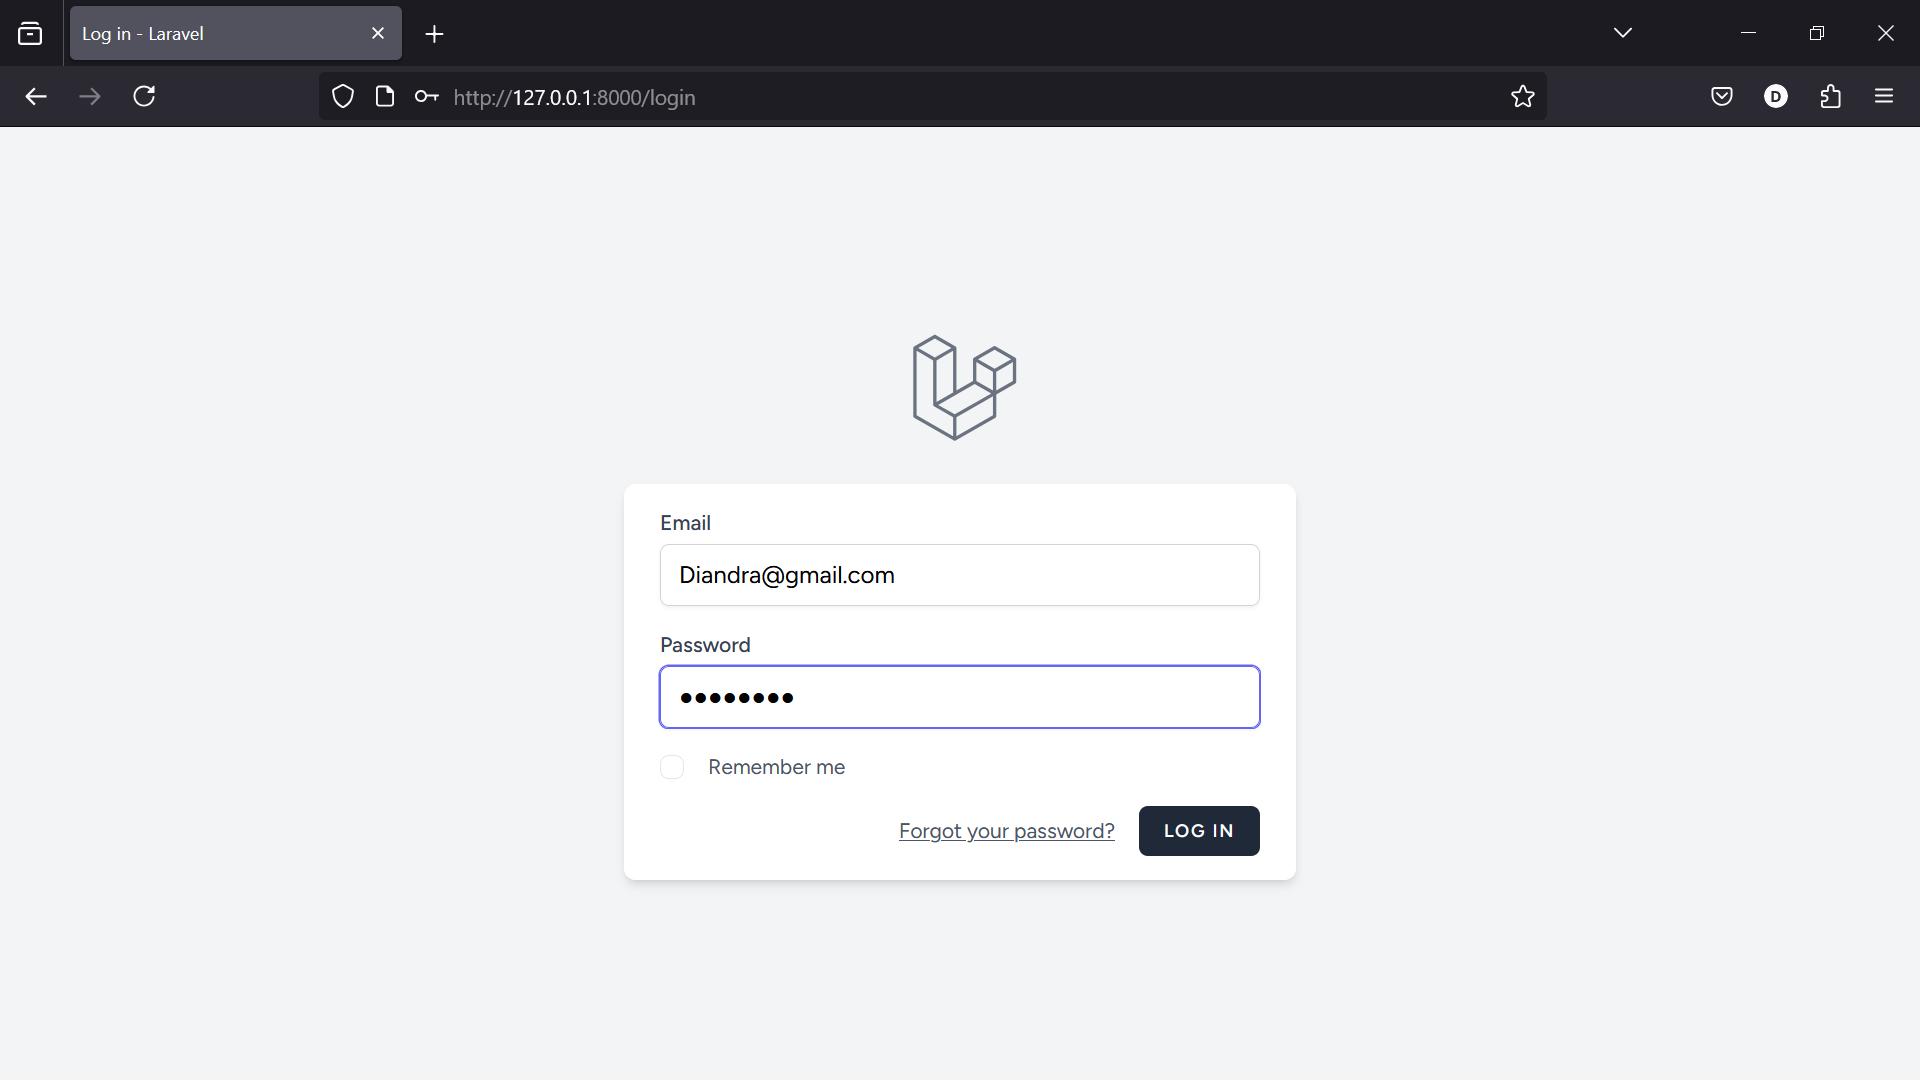 Log in - Laravel
http://127.0.0.1:8000/login
D
Email
Diandra@gmail.com
Password
••••••••
Remember me
Forgot your password?
LOG IN